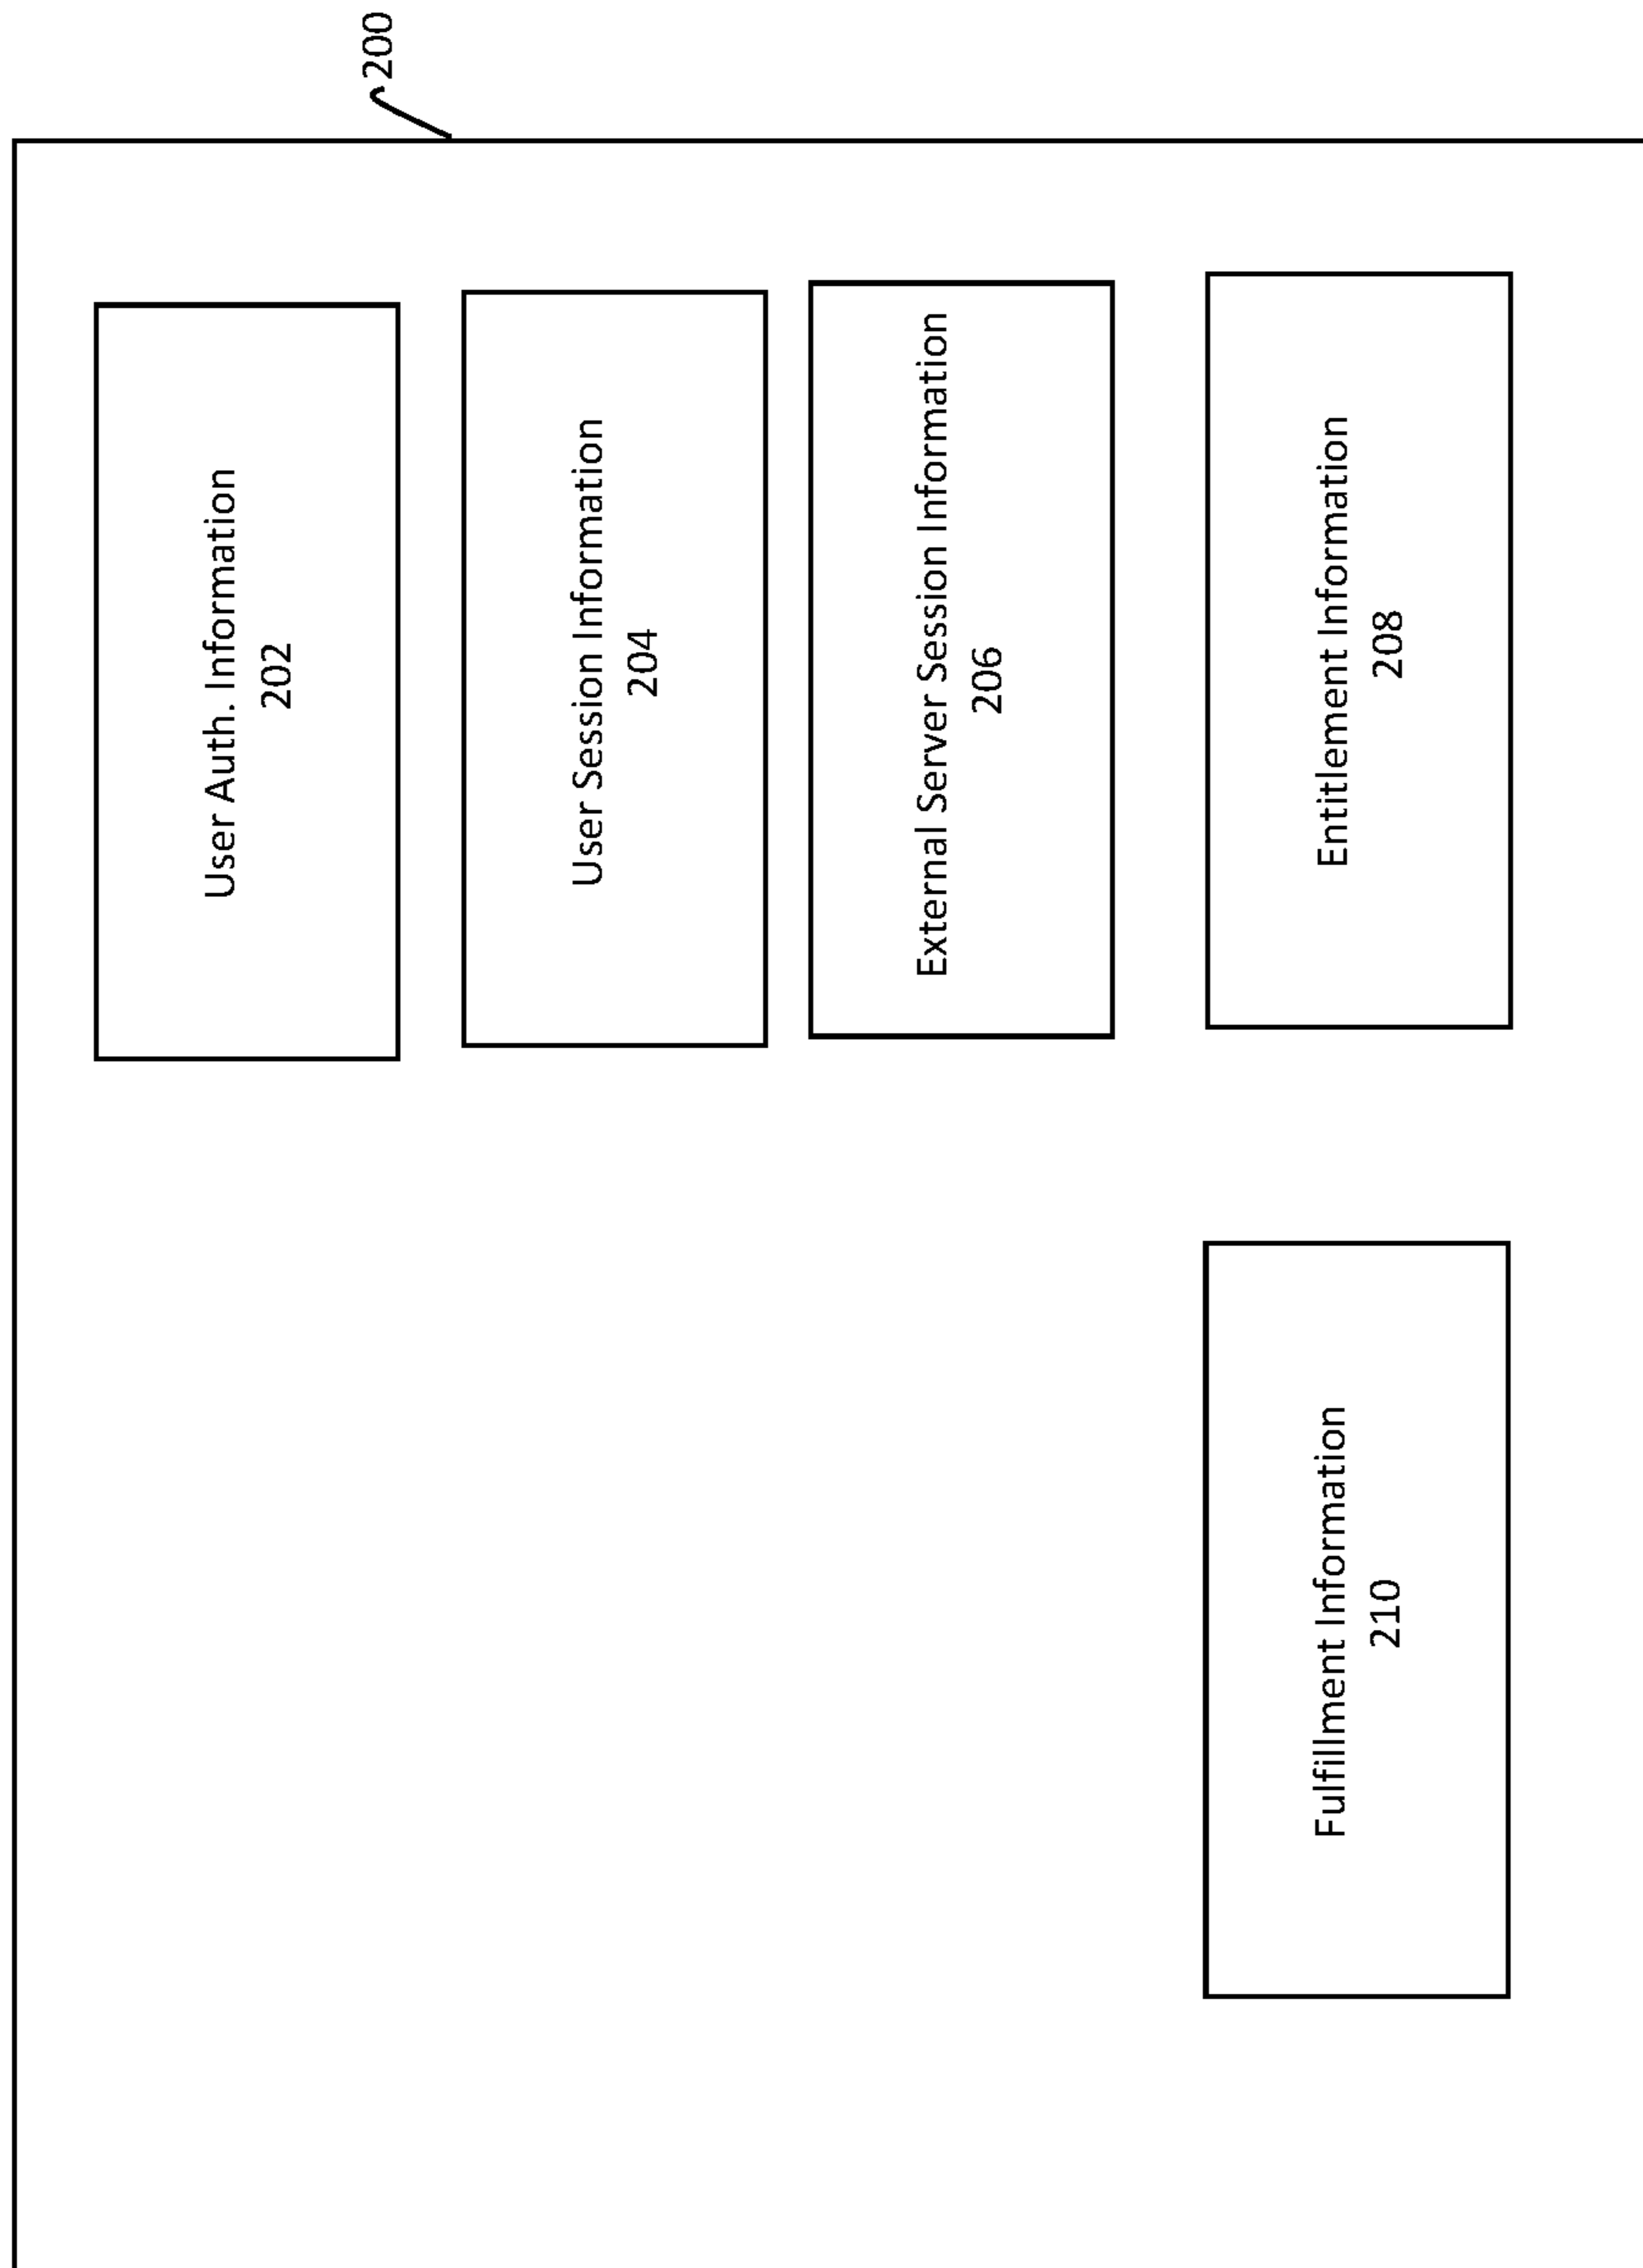 200
User Auth. Information
202
User Session Information
204
External Server Session Information
206
Entitlement Information
208
Fulfillment Information
210